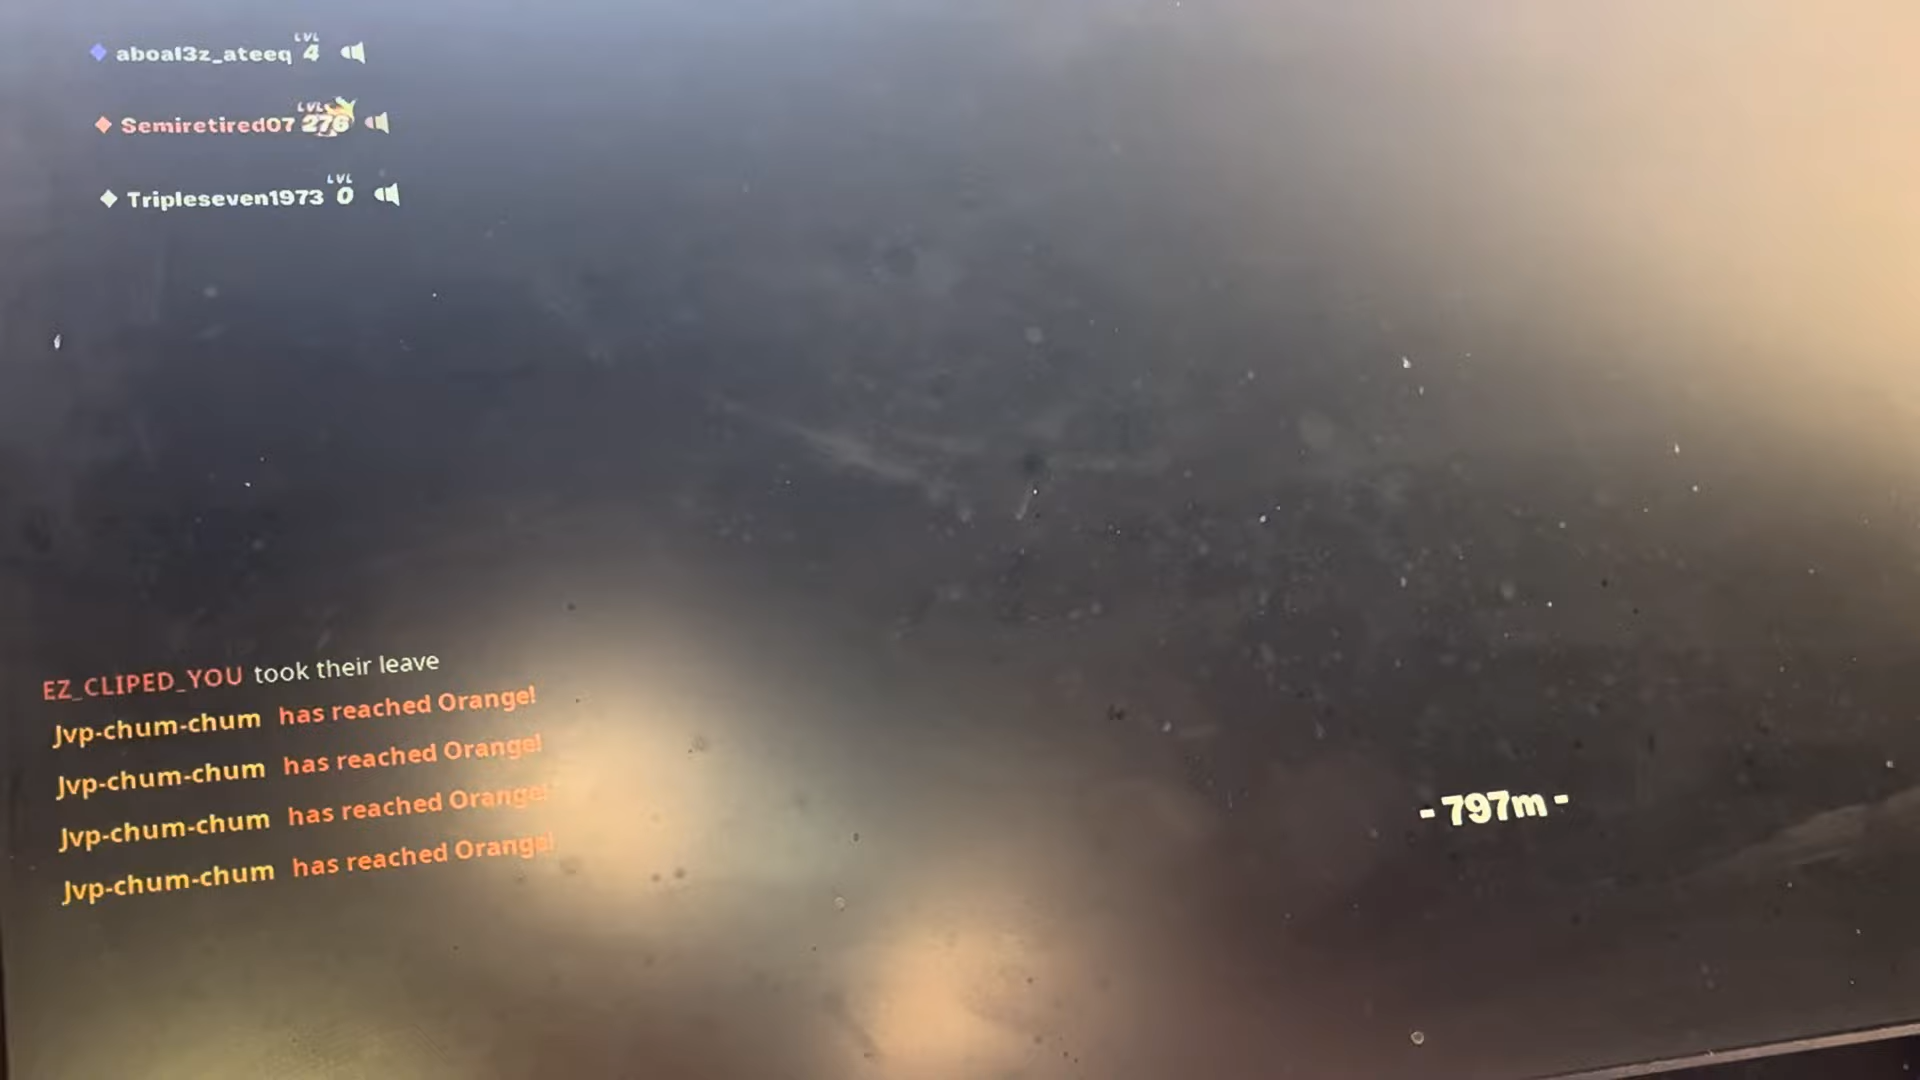 LVL
aboal3z_ateeq 4
LVL
Semiretired07 276
LVL
Tripleseven1973 0
EZ_CLIPED_YOU took their leave
Jvp-chum-chum has reached Orange!
Jvp-chum-chum has reached Orange!
Jvp-chum-chum has reached Orange!
Jvp-chum-chum has reached Orange!
- 797m -